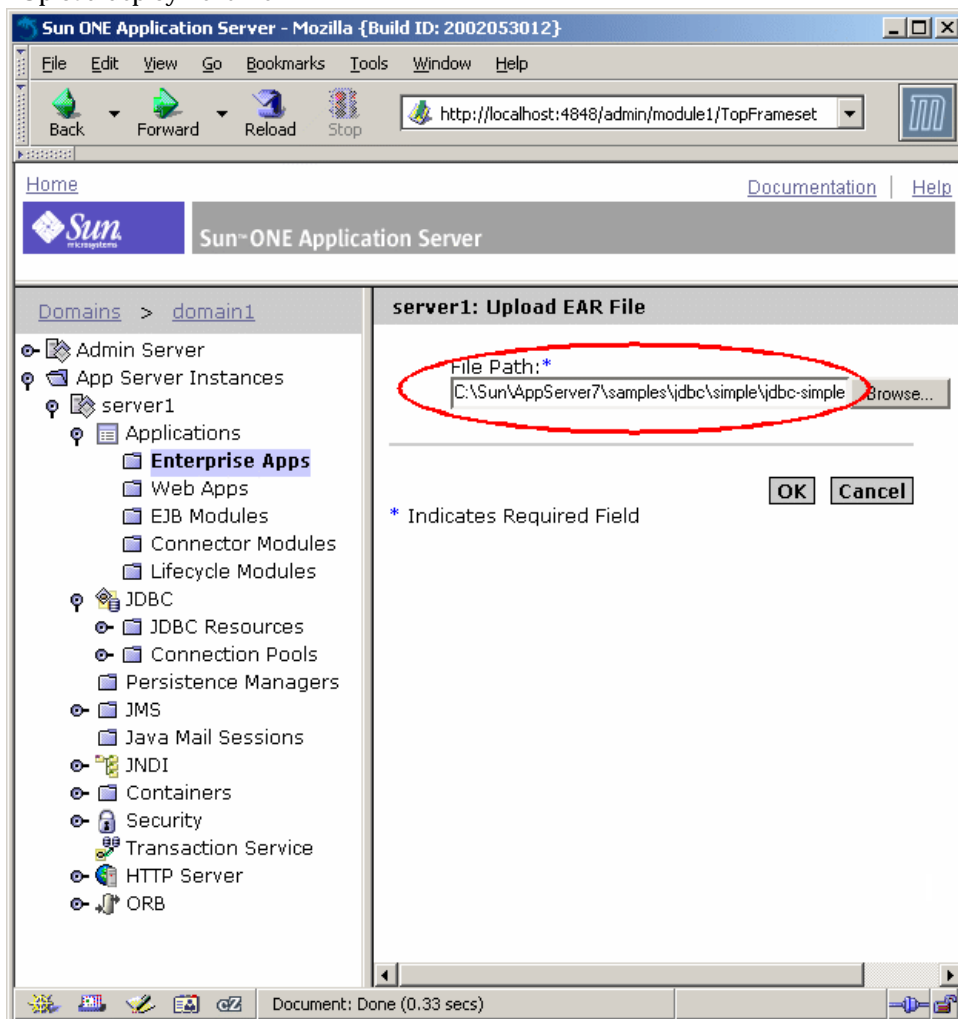 Sun ONE Application Server - Mozilla {Build ID: 2002053012}
File Edit View Go Bookmarks Tools Window Help
Back Forward Reload Stop
http://localhost:4848/admin/module1/TopFrameset
Home
Documentation | Help
Sun microsystems
Sun™ ONE Application Server
Domains > domain1
server1: Upload EAR File
Admin Server
App Server Instances
server1
Applications
Enterprise Apps
Web Apps
EJB Modules
Connector Modules
Lifecycle Modules
JDBC
JDBC Resources
Connection Pools
Persistence Managers
JMS
Java Mail Sessions
JNDI
Containers
Security
Transaction Service
HTTP Server
ORB
File Path:*
C:\Sun\AppServer7\samples\jdbc\simple\jdbc-simple
Browse...
OK Cancel
* Indicates Required Field
Document: Done (0.33 secs)